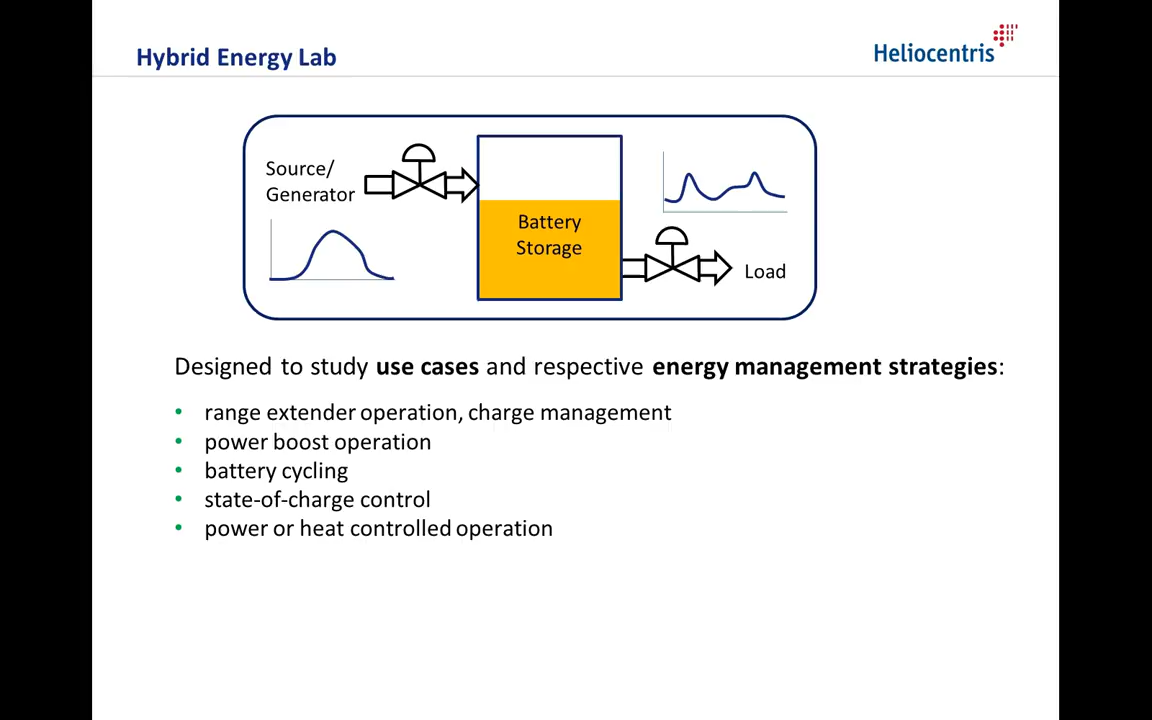 Hybrid Energy Lab
Heliocentris
Source/
Generator
Battery
Storage
Load
Designed to study use cases and respective energy management strategies:
• range extender operation, charge management
• power boost operation
• battery cycling
• state-of-charge control
• power or heat controlled operation